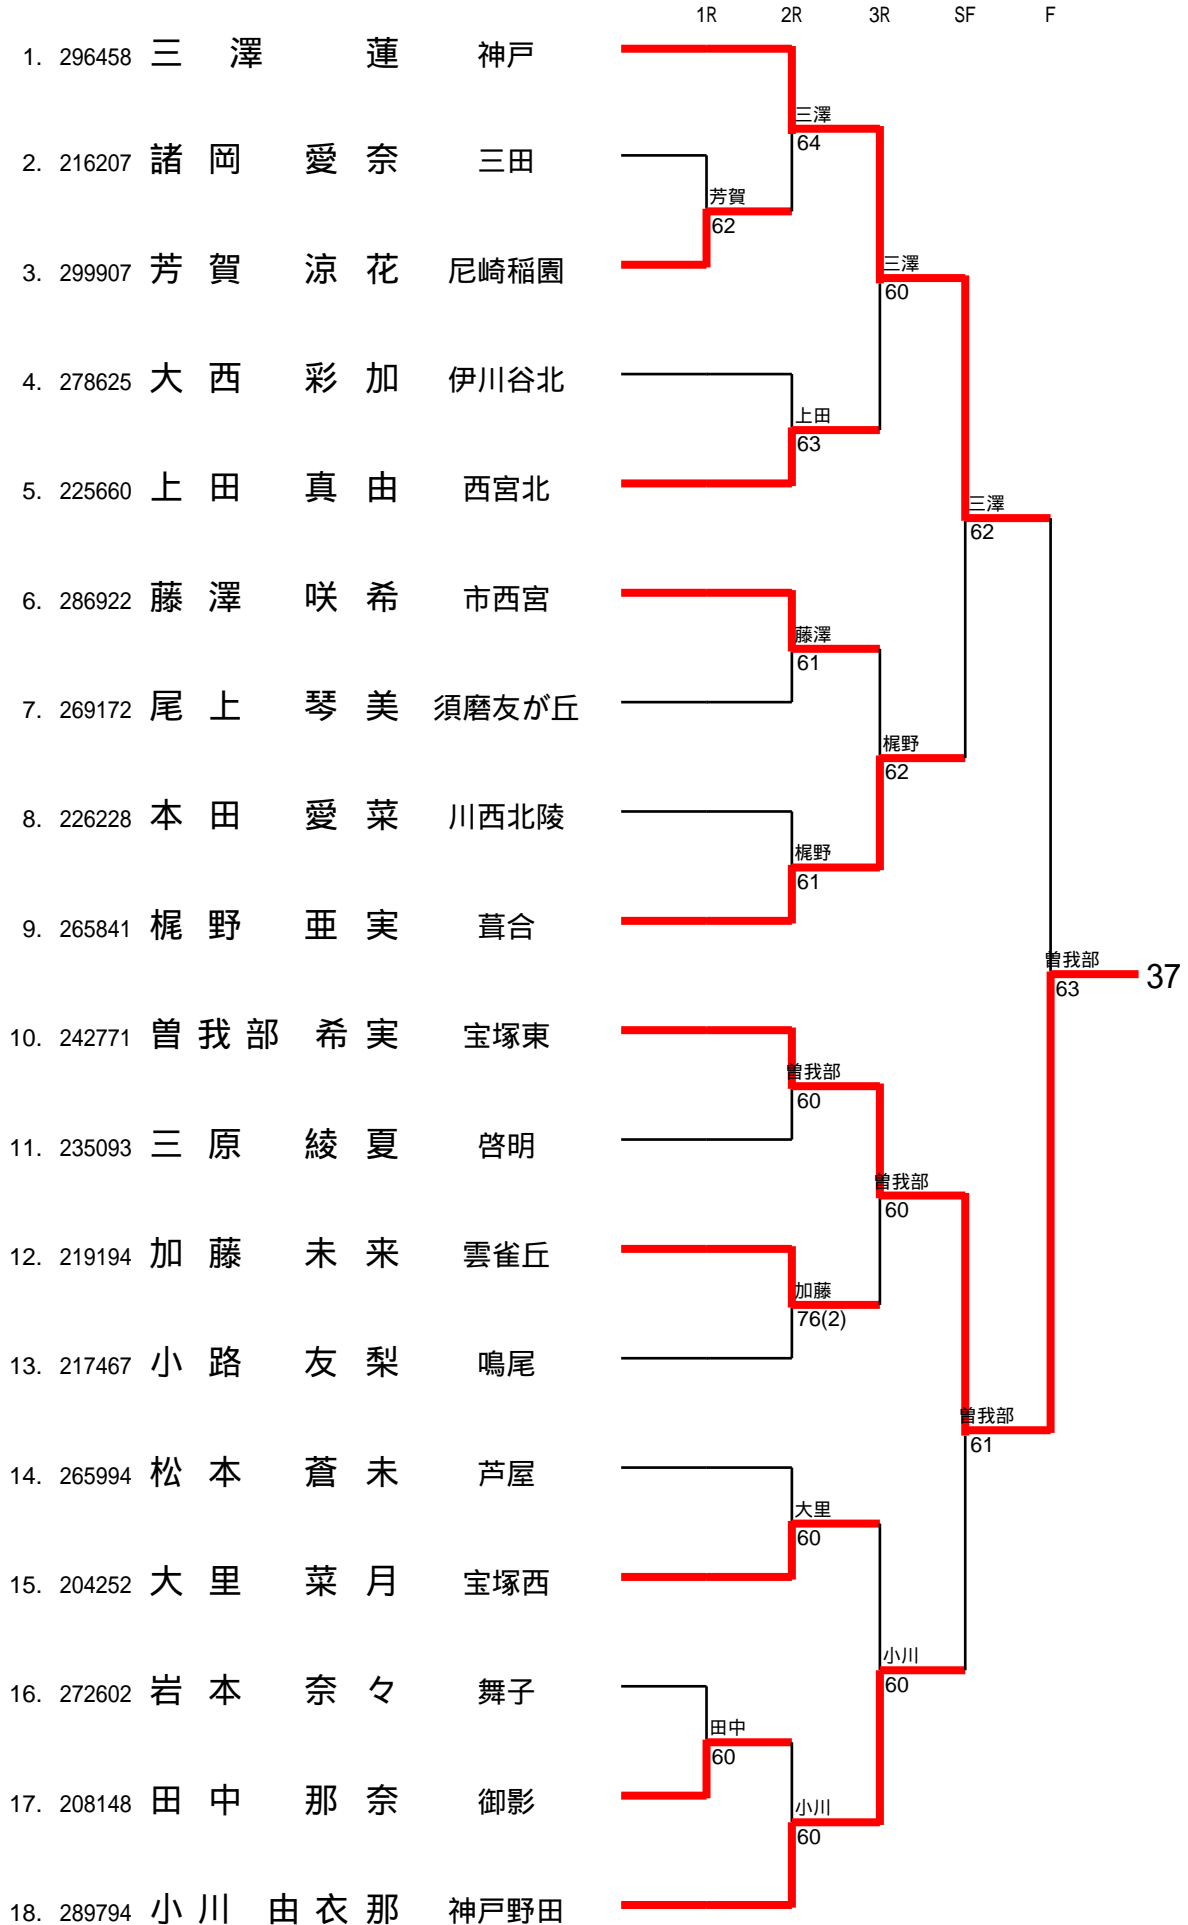 1R 2R 3R SF F
1. 296458 三澤 蓮 神戸
三澤
64
2. 216207 諸岡 愛奈 三田
芳賀
62
3. 299907 芳賀 涼花 尼崎稲園
三澤
60
4. 278625 大西 彩加 伊川谷北
上田
63
5. 225660 上田 真由 西宮北
三澤
62
6. 286922 藤澤 咲希 市西宮
藤澤
61
7. 269172 尾上 琴美 須磨友が丘
梶野
62
8. 226228 本田 愛菜 川西北陵
梶野
61
9. 265841 梶野 亜実 葺合
曽我部
63
37
10. 242771 曽我部 希実 宝塚東
曽我部
60
11. 235093 三原 綾夏 啓明
曽我部
60
12. 219194 加藤 未来 雲雀丘
加藤
76(2)
13. 217467 小路 友梨 鳴尾
曽我部
61
14. 265994 松本 蒼未 芦屋
大里
60
15. 204252 大里 菜月 宝塚西
小川
60
16. 272602 岩本 奈々 舞子
田中
60
17. 208148 田中 那奈 御影
小川
60
18. 289794 小川 由衣那 神戸野田